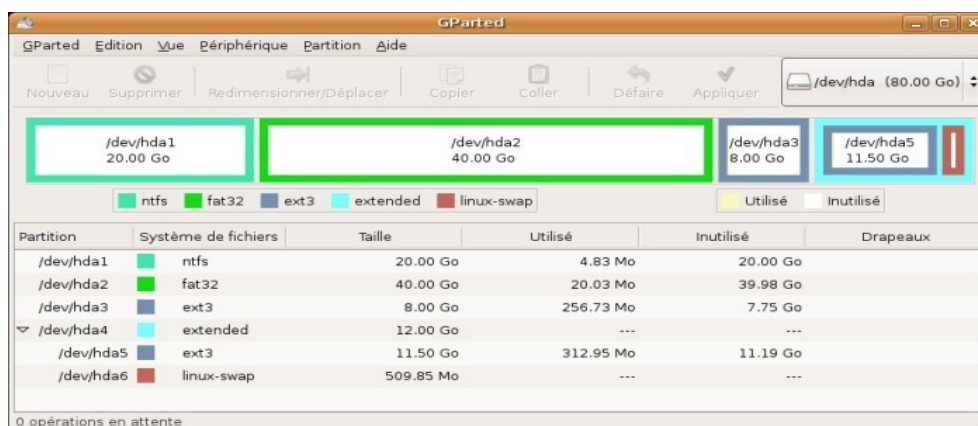 GParted
GParted Edition Vue Périphérique Partition Aide
Nouveau Supprimer Redimensionner/Déplacer Copier Coller Défaire Appliquer /dev/hda (80.00 Go)
/dev/hda1 /dev/hda2 /dev/hda3 /dev/hda5
20.00 Go 40.00 Go 8.00 Go 11.50 Go
ntfs fat32 ext3 extended linux-swap Utilisé Inutilisé
Partition Système de fichiers Taille Utilisé Inutilisé Drapeaux
/dev/hda1 ntfs 20.00 Go 4.83 Mo 20.00 Go
/dev/hda2 fat32 40.00 Go 20.03 Mo 39.98 Go
/dev/hda3 ext3 8.00 Go 256.73 Mo 7.75 Go
/dev/hda4 extended 12.00 Go --- ---
/dev/hda5 ext3 11.50 Go 312.95 Mo 11.19 Go
/dev/hda6 linux-swap 509.85 Mo --- ---
0 opérations en attente